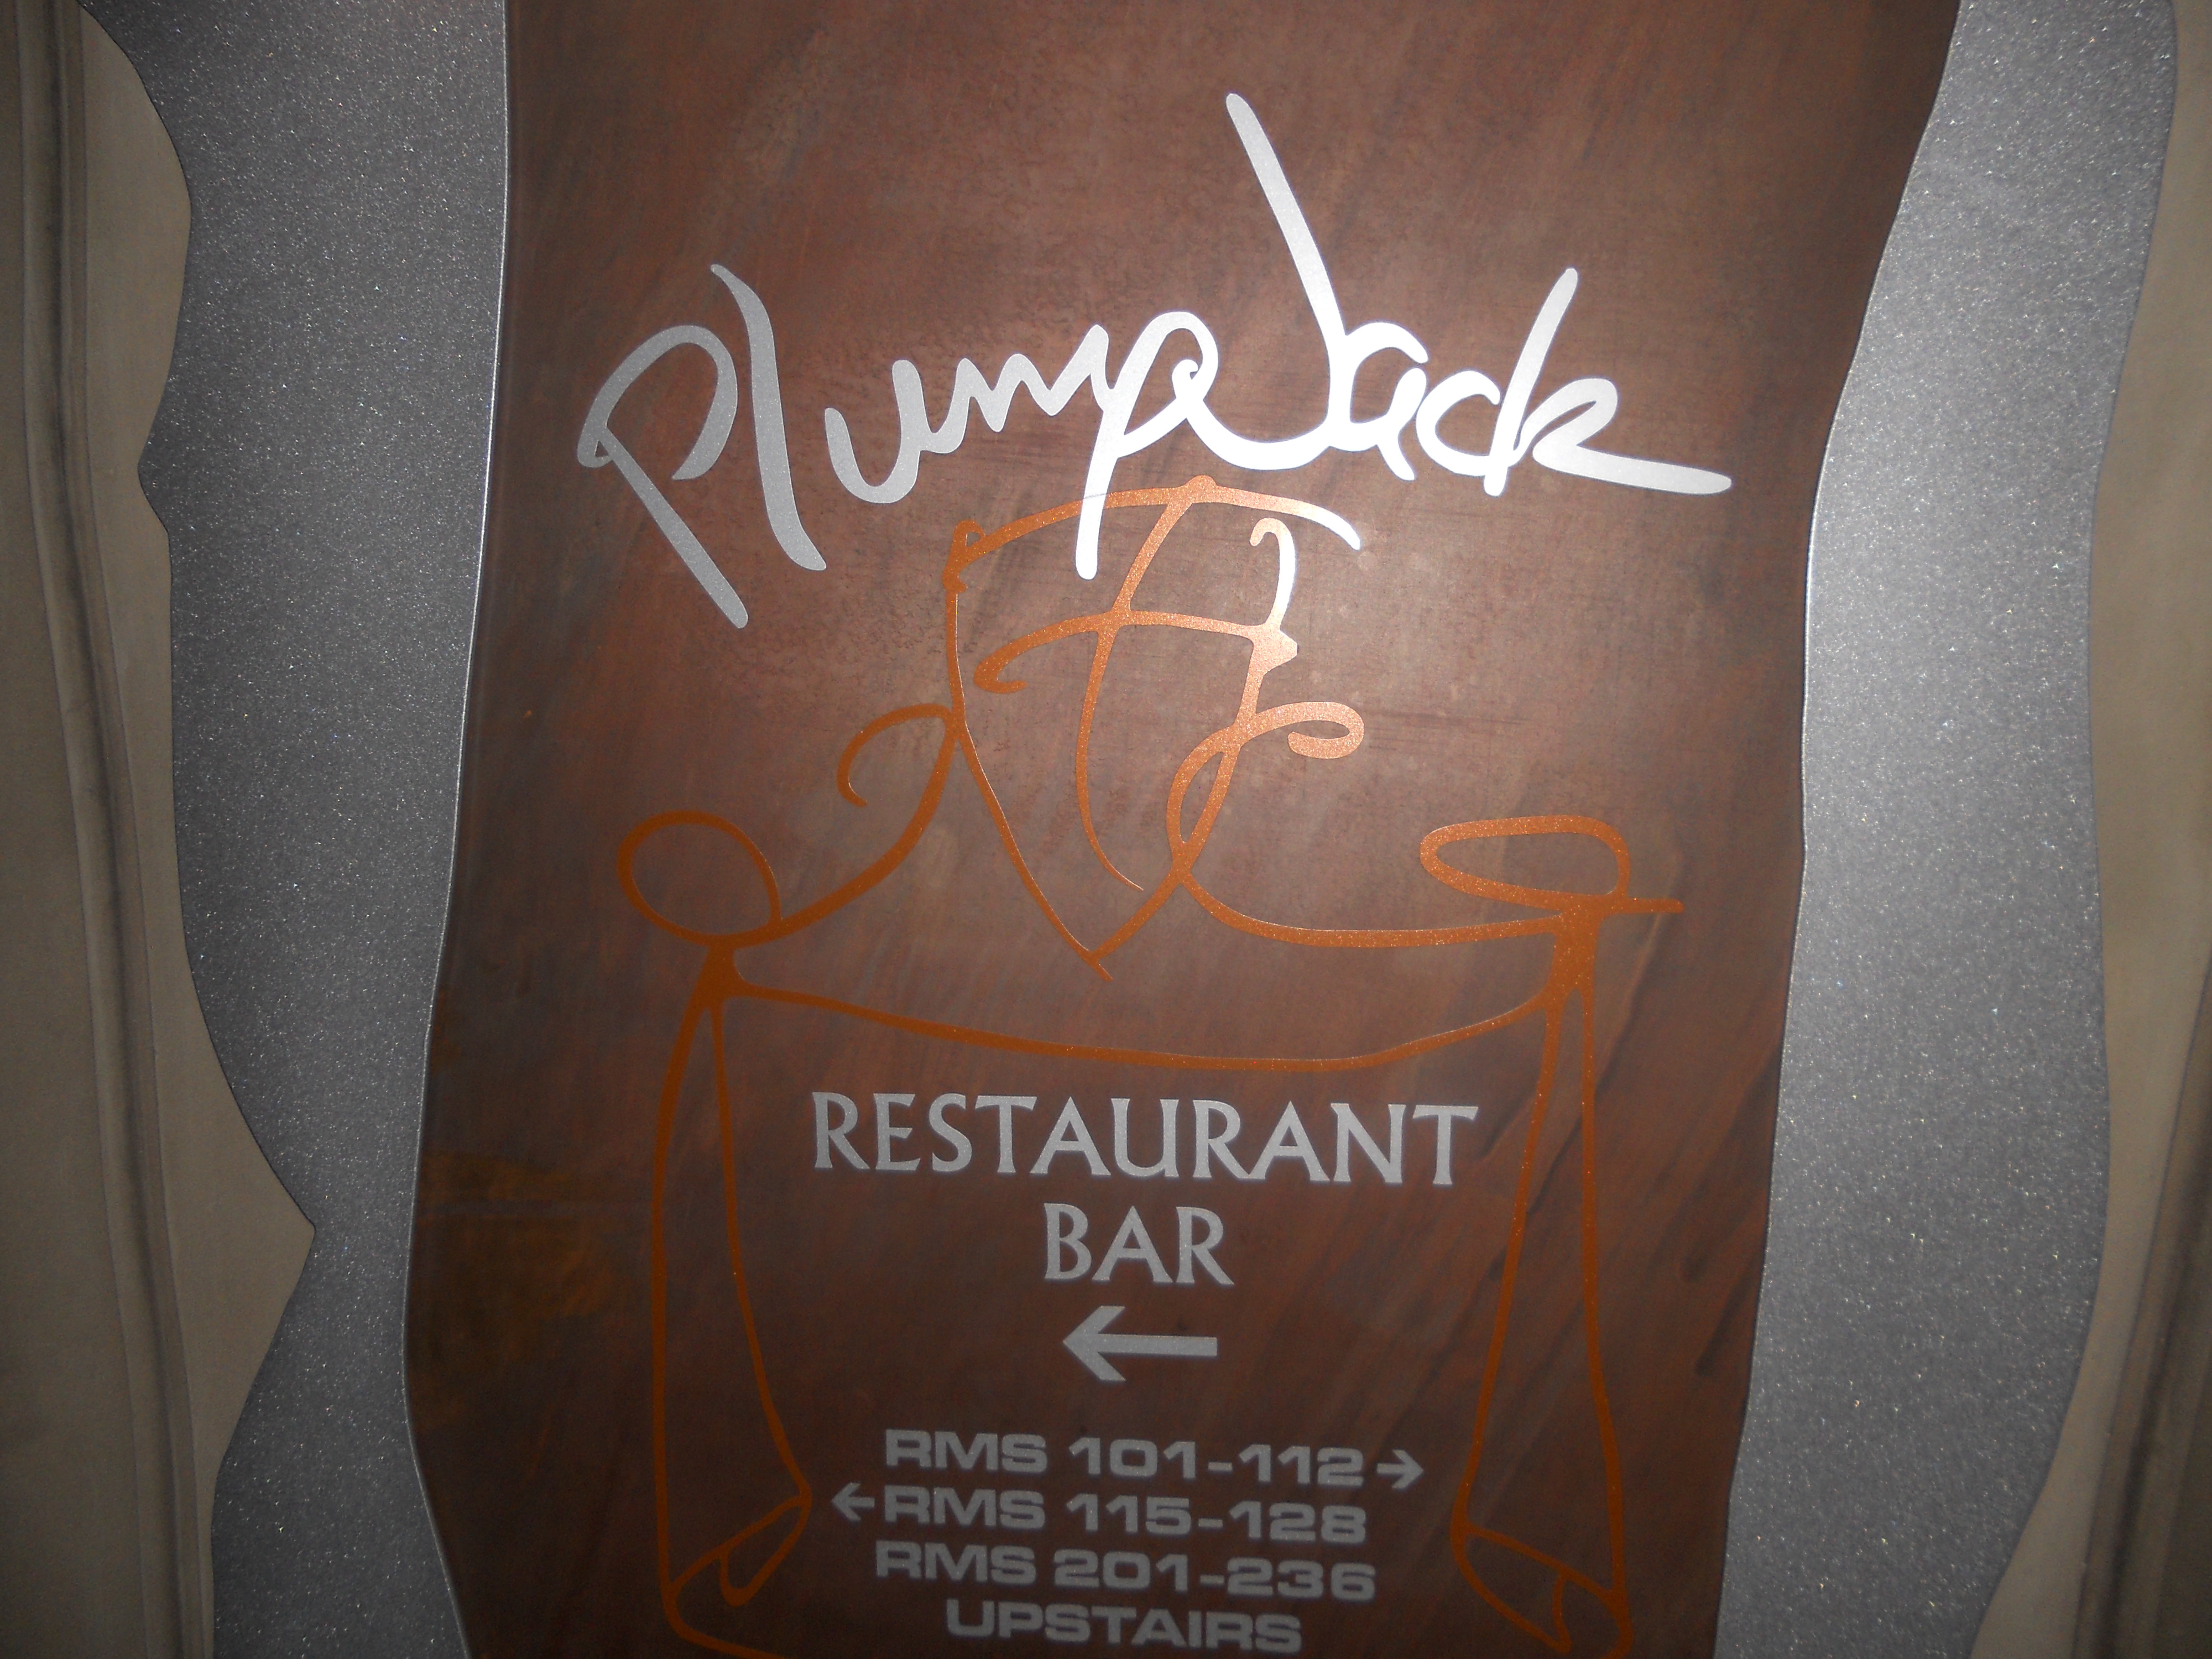 PlumpJack
RESTAURANT
BAR
←
RMS 101-112→
←RMS 115-128
RMS 201-236
UPSTAIRS